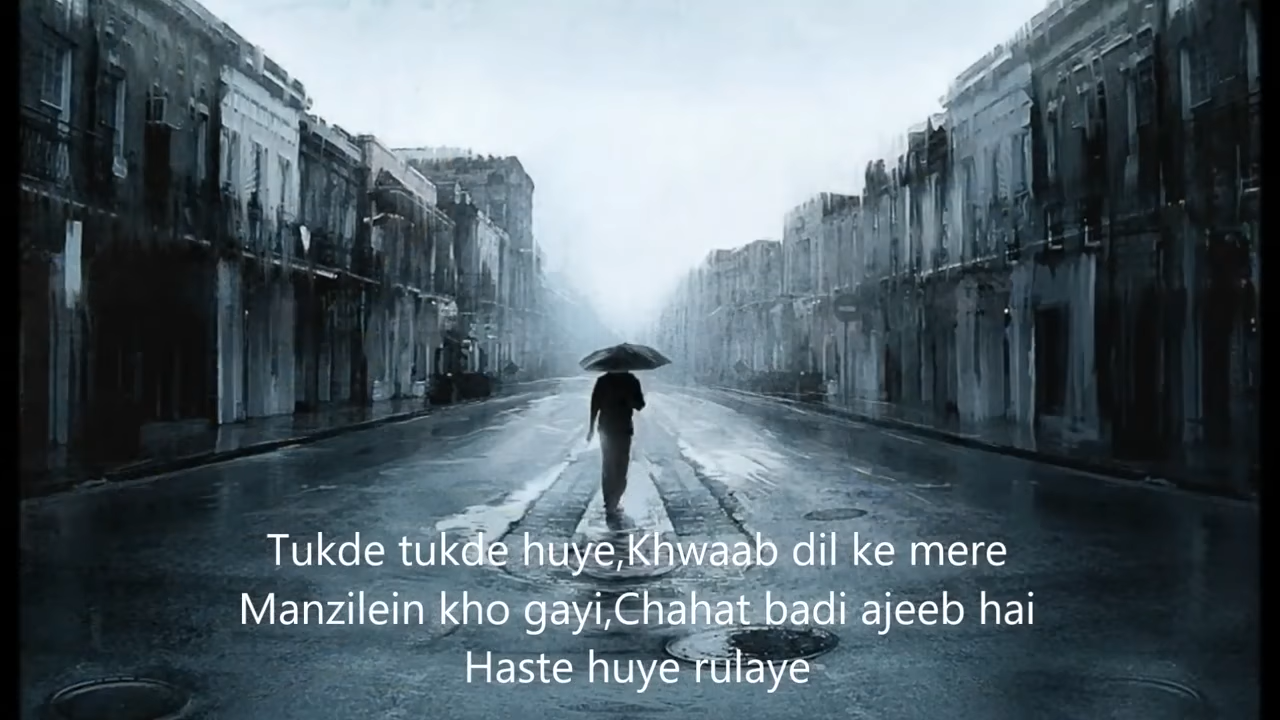 Tukde tukde huye,Khwaab dil ke mere
Manzilein kho gayi,Chahat badi ajeeb hai
Haste huye rulaye